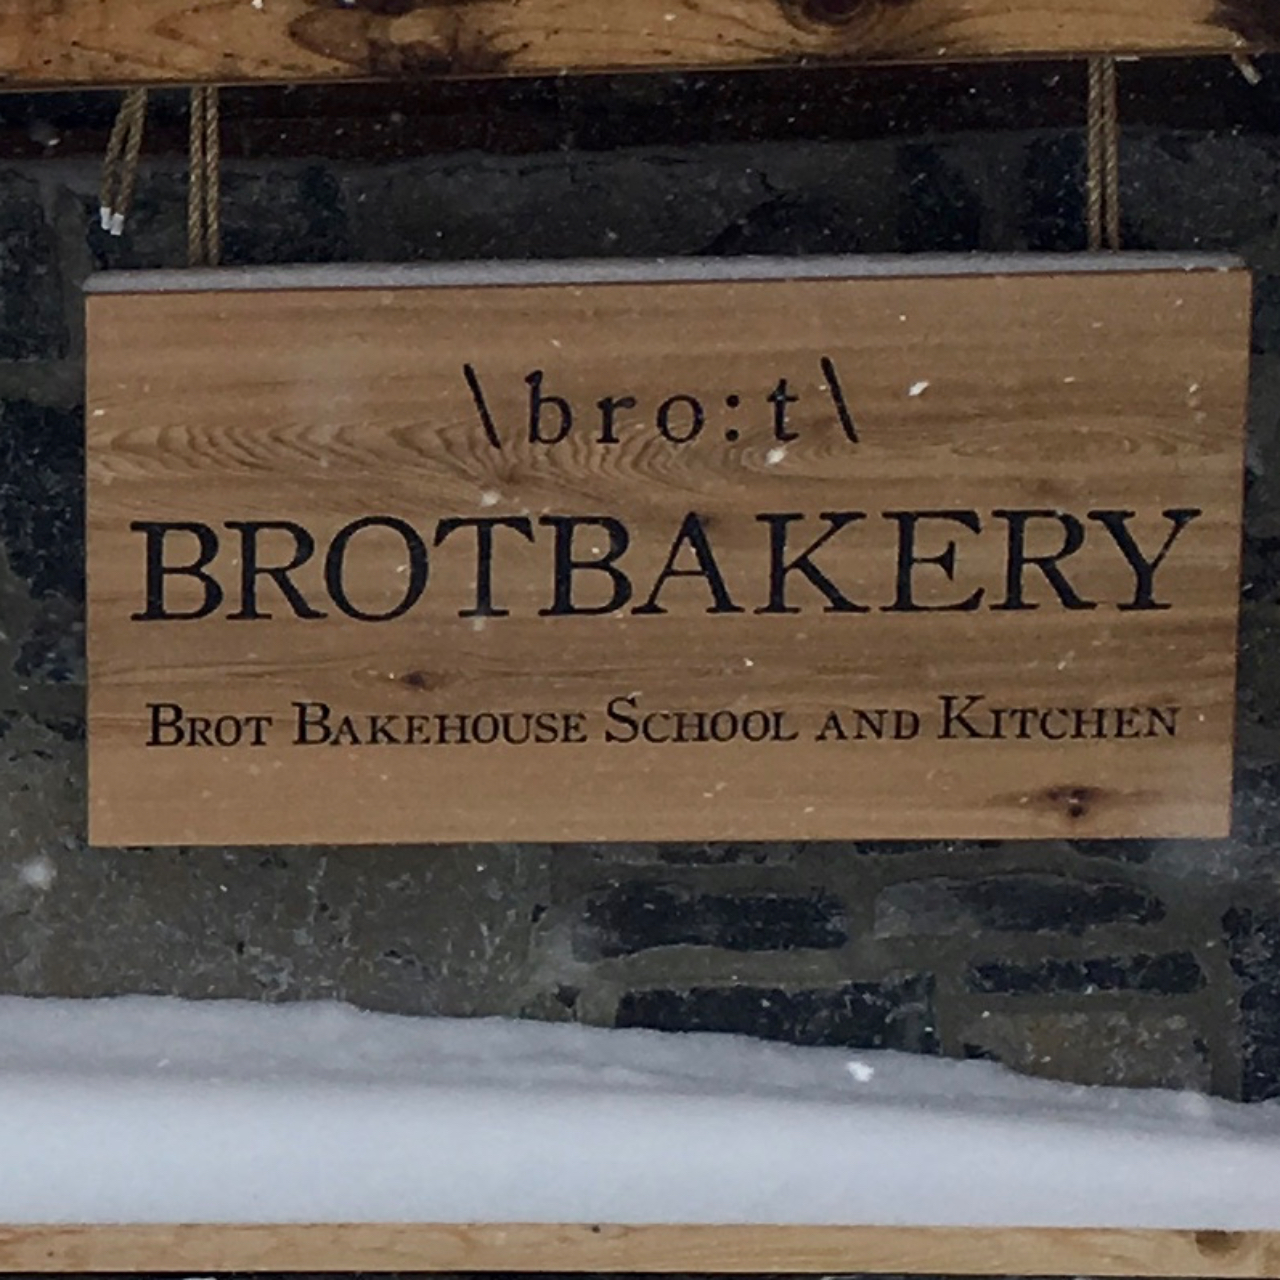 \bro:t\
BROTBAKERY
BROT BAKEHOUSE SCHOOL AND KITCHEN